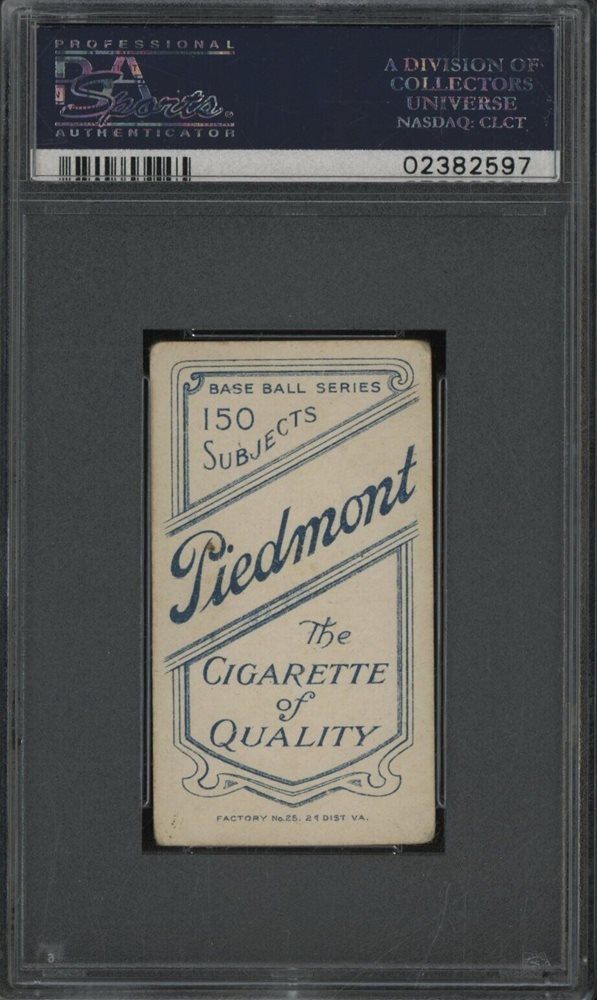 PROFESSIONAL
PSA
Sports
AUTHENTICATOR
A DIVISION OF
COLLECTORS
UNIVERSE
NASDAQ: CLCT
02382597
BASE BALL SERIES
150
SUBJECTS
Piedmont
The
CIGARETTE
of
QUALITY
FACTORY No.25. 2d DIST VA.